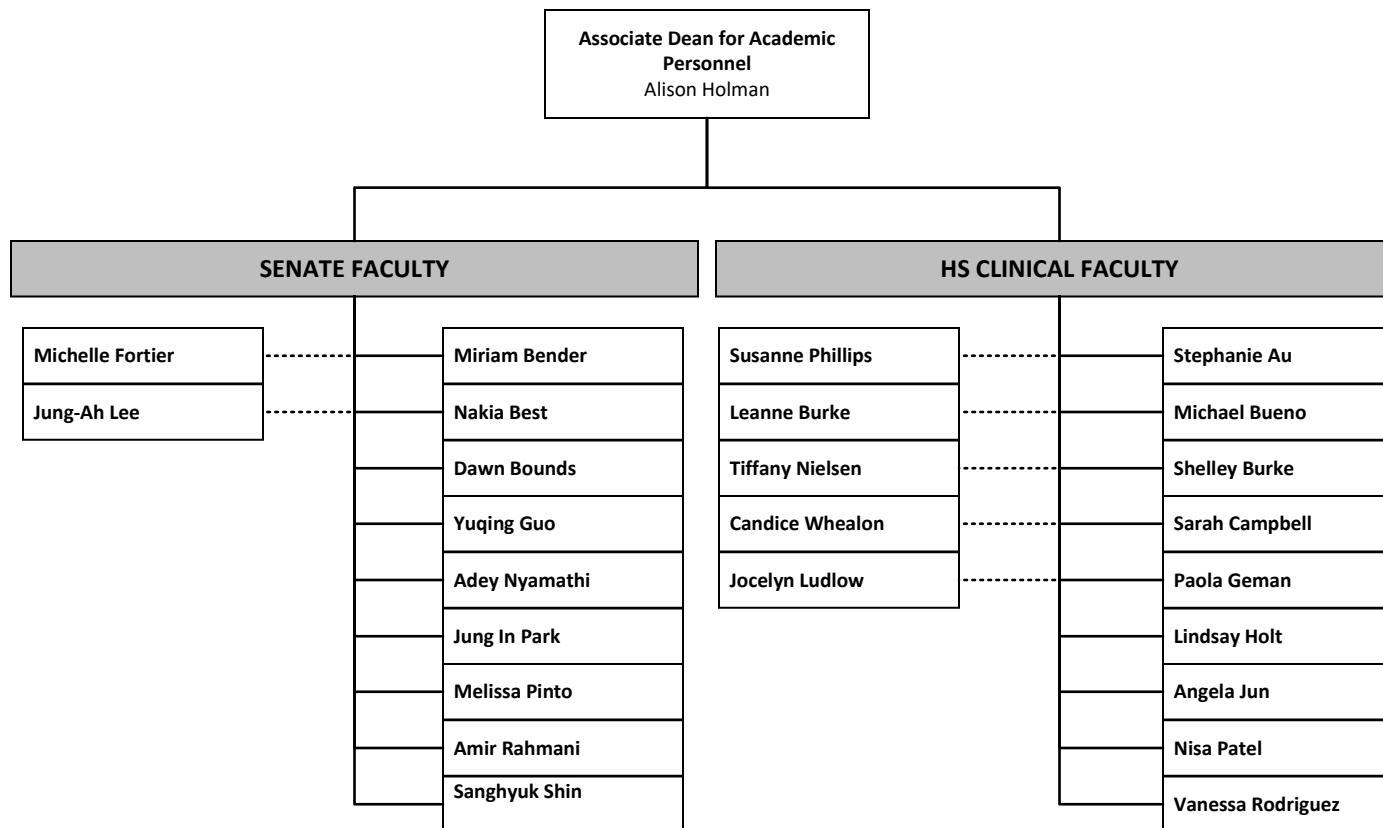 Associate Dean for Academic
Personnel
Alison Holman
SENATE FACULTY
Michelle Fortier
Jung-Ah Lee
Miriam Bender
Nakia Best
Dawn Bounds
Yuqing Guo
Adey Nyamathi
Jung In Park
Melissa Pinto
Amir Rahmani
Sanghyuk Shin
HS CLINICAL FACULTY
Susanne Phillips
Leanne Burke
Tiffany Nielsen
Candice Whealon
Jocelyn Ludlow
Stephanie Au
Michael Bueno
Shelley Burke
Sarah Campbell
Paola Geman
Lindsay Holt
Angela Jun
Nisa Patel
Vanessa Rodriguez